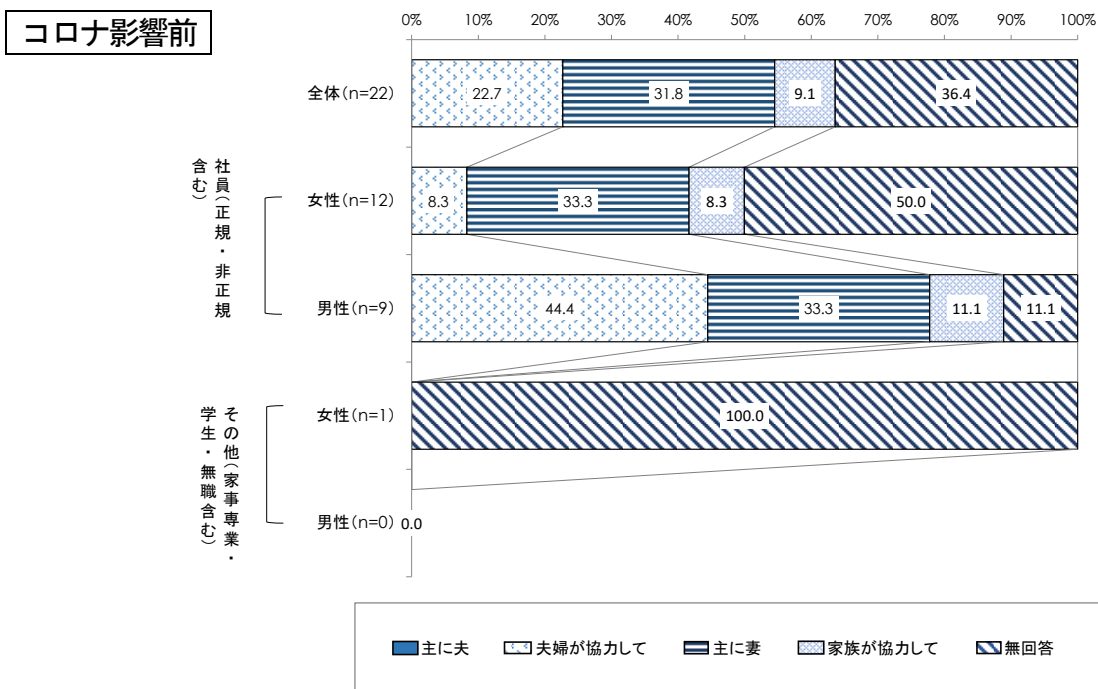 コロナ影響前
0% 10% 20% 30% 40% 50% 60% 70% 80% 90% 100%
全体(n=22) 22.7 31.8 9.1 36.4
社員(正規・非正規
含む)
女性(n=12) 8.3 33.3 8.3 50.0
男性(n=9) 44.4 33.3 11.1 11.1
その他(家事専業・
学生・無職含む)
女性(n=1) 100.0
男性(n=0) 0.0
主に夫 夫婦が協力して 主に妻 家族が協力して 無回答